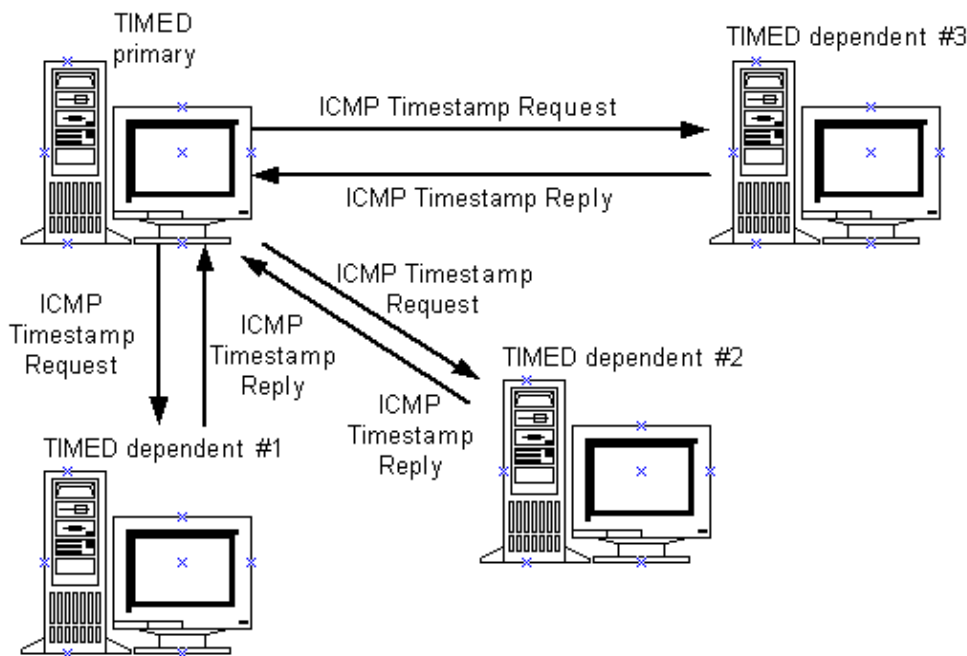 TIMED
primary
TIMED dependent #3
ICMP Timestamp Request
ICMP Timestamp Reply
ICMP Timestamp
Request
ICMP
Timestamp
Request
ICMP
Timestamp
Reply
TIMED dependent #2
ICMP
Timestamp
Reply
TIMED dependent #1